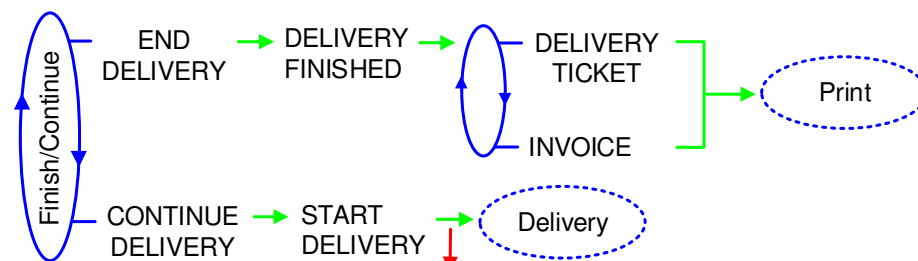 Finish/Continue
END
DELIVERY
DELIVERY
FINISHED
DELIVERY
TICKET
INVOICE
Print
CONTINUE
DELIVERY
START
DELIVERY
Delivery